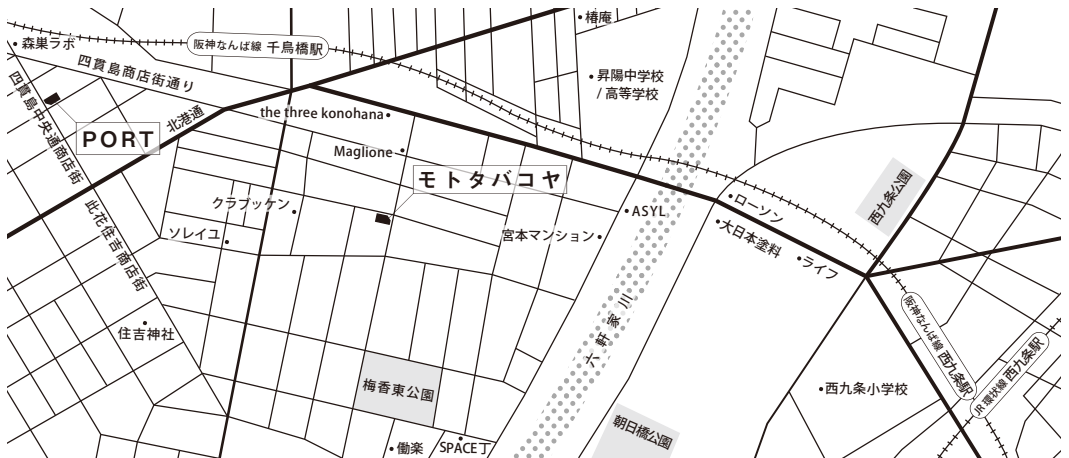 森巣ラボ
阪神なんば線 千鳥橋駅
椿庵
四貫島商店街通り
昇陽中学校
/ 高等学校
四貫島中央通商店街
PORT
北港通
the three konohana
Maglione
モトタバコヤ
クラブッケン
ソレイユ
宮本マンション
ASYL
ローソン
大日本塗料
ライフ
西九条公園
此花住吉商店街
住吉神社
六軒家川
阪神なんば線 西九条駅
JR 環状線 西九条駅
西九条小学校
梅香東公園
朝日橋公園
働楽
SPACE丁